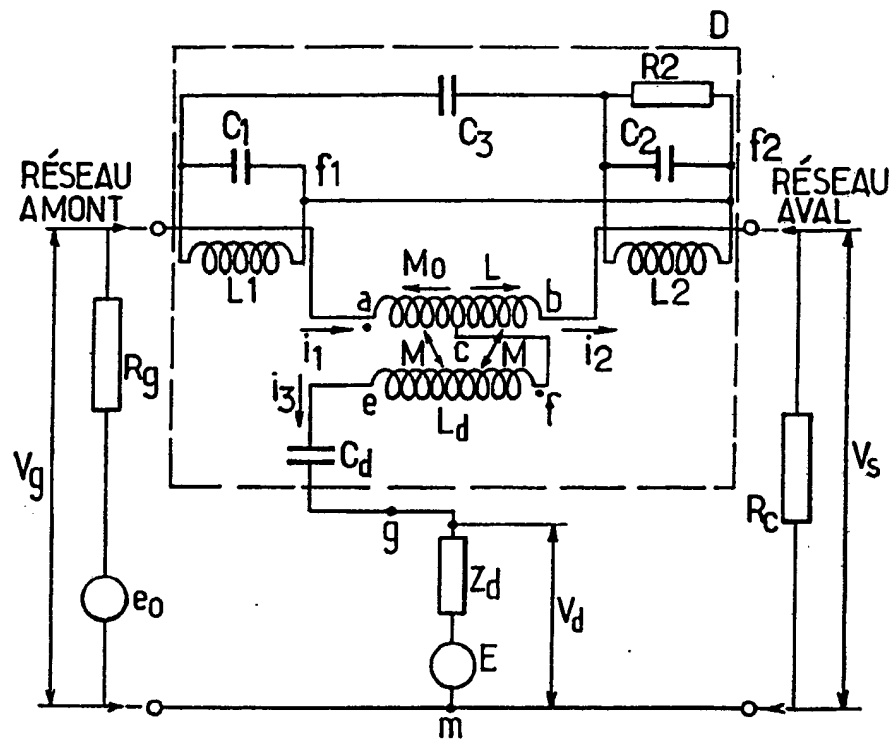 D
R2
C1
C3
C2
f1
f2
RÉSEAU
AMONT
RÉSEAU
AVAL
L1
Mo
L
L2
a
b
i1
M
c
M
i2
Rg
i3
e
Ld
f
Cd
Vg
Vs
Rc
g
Zd
Vd
eo
E
m